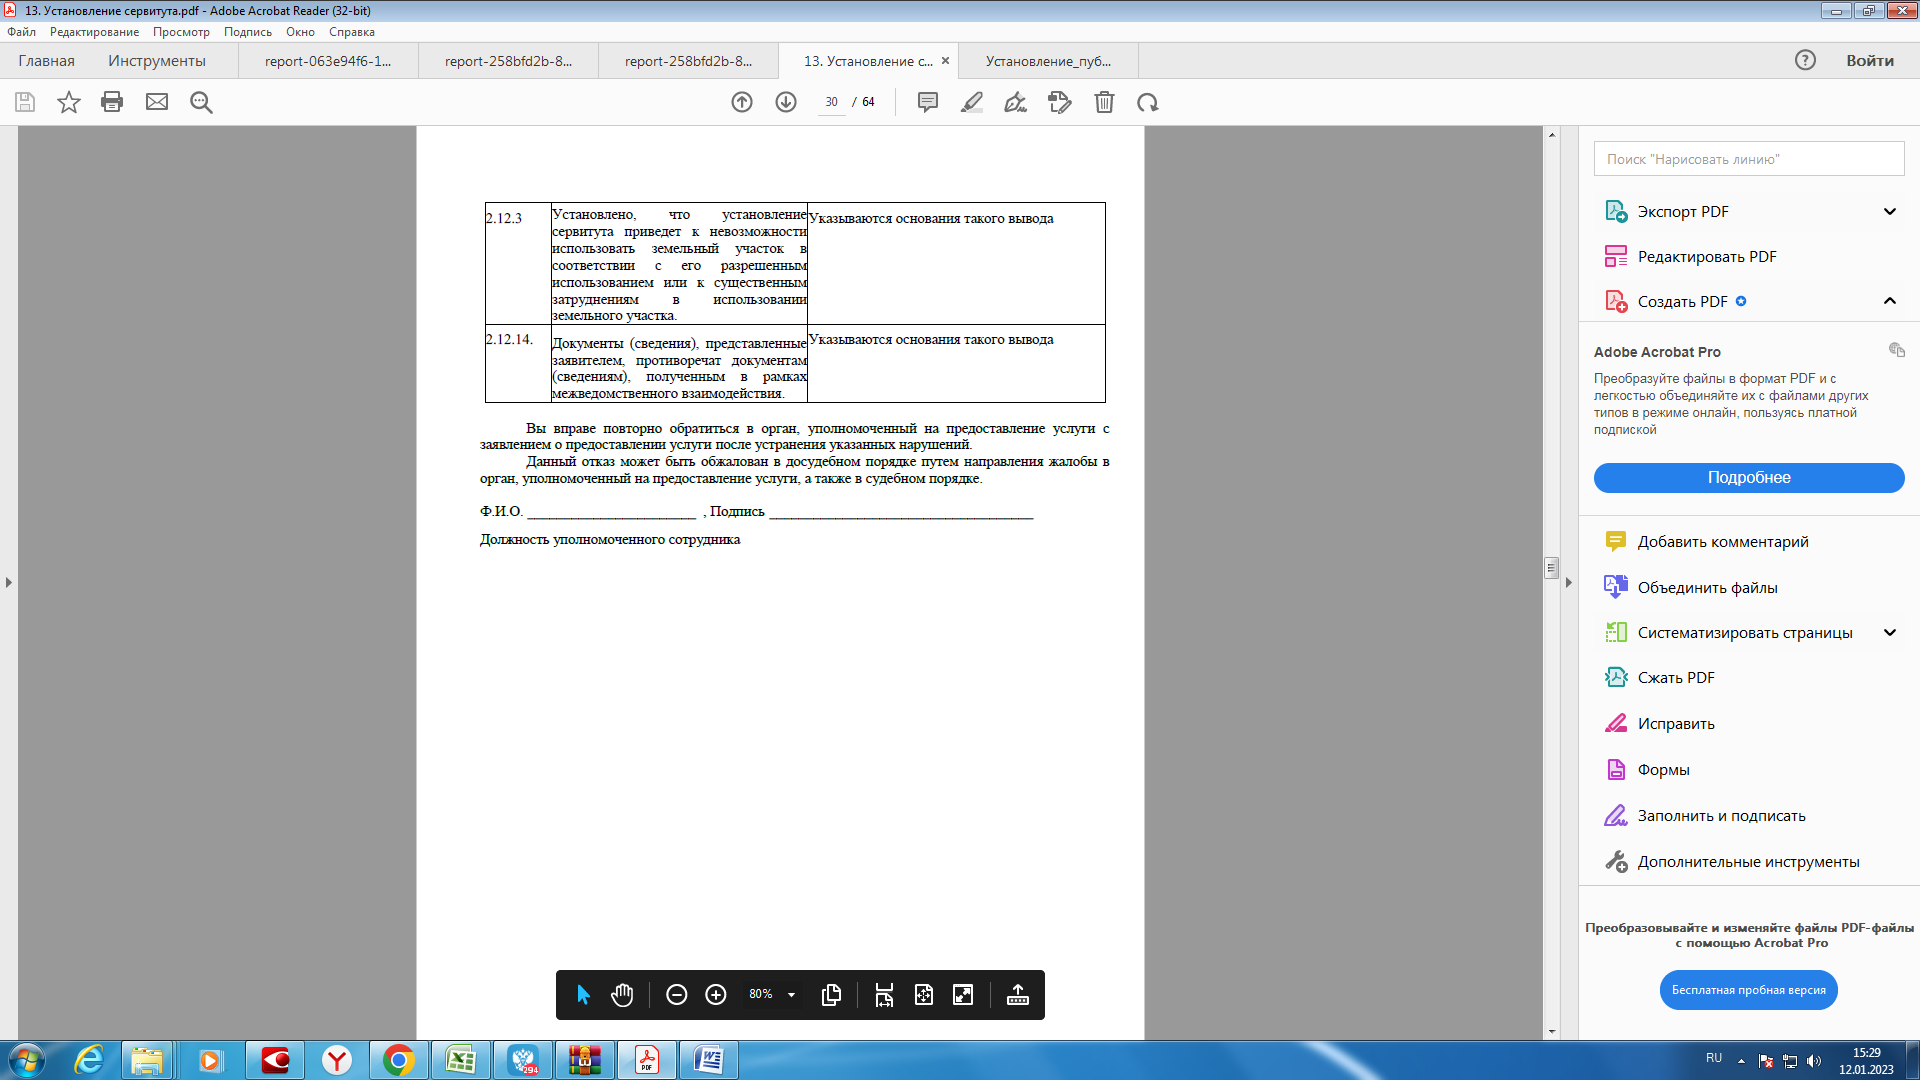 13. Установление сервитута.pdf - Adobe Acrobat Reader (32-bit)
Файл Редактирование Просмотр Подпись Окно Справка
Главная Инструменты report-063e94f6-1... report-258bfd2b-8... report-258bfd2b-8... 13. Установление с... × Установление_пуб... Войти
30 / 64
2.12.3
Установлено, что установление
сервитута приведет к невозможности
использовать земельный участок в
соответствии с его разрешенным
использованием или к существенным
затруднениям в использовании
земельного участка.
Указываются основания такого вывода
2.12.14.
Документы (сведения), представленные
заявителем, противоречат документам
(сведениям), полученным в рамках
межведомственного взаимодействия.
Указываются основания такого вывода
Вы вправе повторно обратиться в орган, уполномоченный на предоставление услуги с
заявлением о предоставлении услуги после устранения указанных нарушений.
Данный отказ может быть обжалован в досудебном порядке путем направления жалобы в
орган, уполномоченный на предоставление услуги, а также в судебном порядке.
Ф.И.О. _______________________ , Подпись ____________________________________
Должность уполномоченного сотрудника
80%
Поиск "Нарисовать линию"
Экспорт PDF
Редактировать PDF
Создать PDF
Adobe Acrobat Pro
Преобразуйте файлы в формат PDF и с
легкостью объединяйте их с файлами других
типов в режиме онлайн, пользуясь платной
подпиской
Подробнее
Добавить комментарий
Объединить файлы
Систематизировать страницы
Сжать PDF
Исправить
Формы
Заполнить и подписать
Дополнительные инструменты
Преобразовывайте и изменяйте файлы PDF-файлы
с помощью Acrobat Pro
Бесплатная пробная версия
294
PDF
RU
15:29
12.01.2023